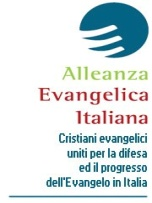 Alleanza
Evangelica
Italiana
Cristiani evangelici
uniti per la difesa
ed il progresso
dell'Evangelo in Italia